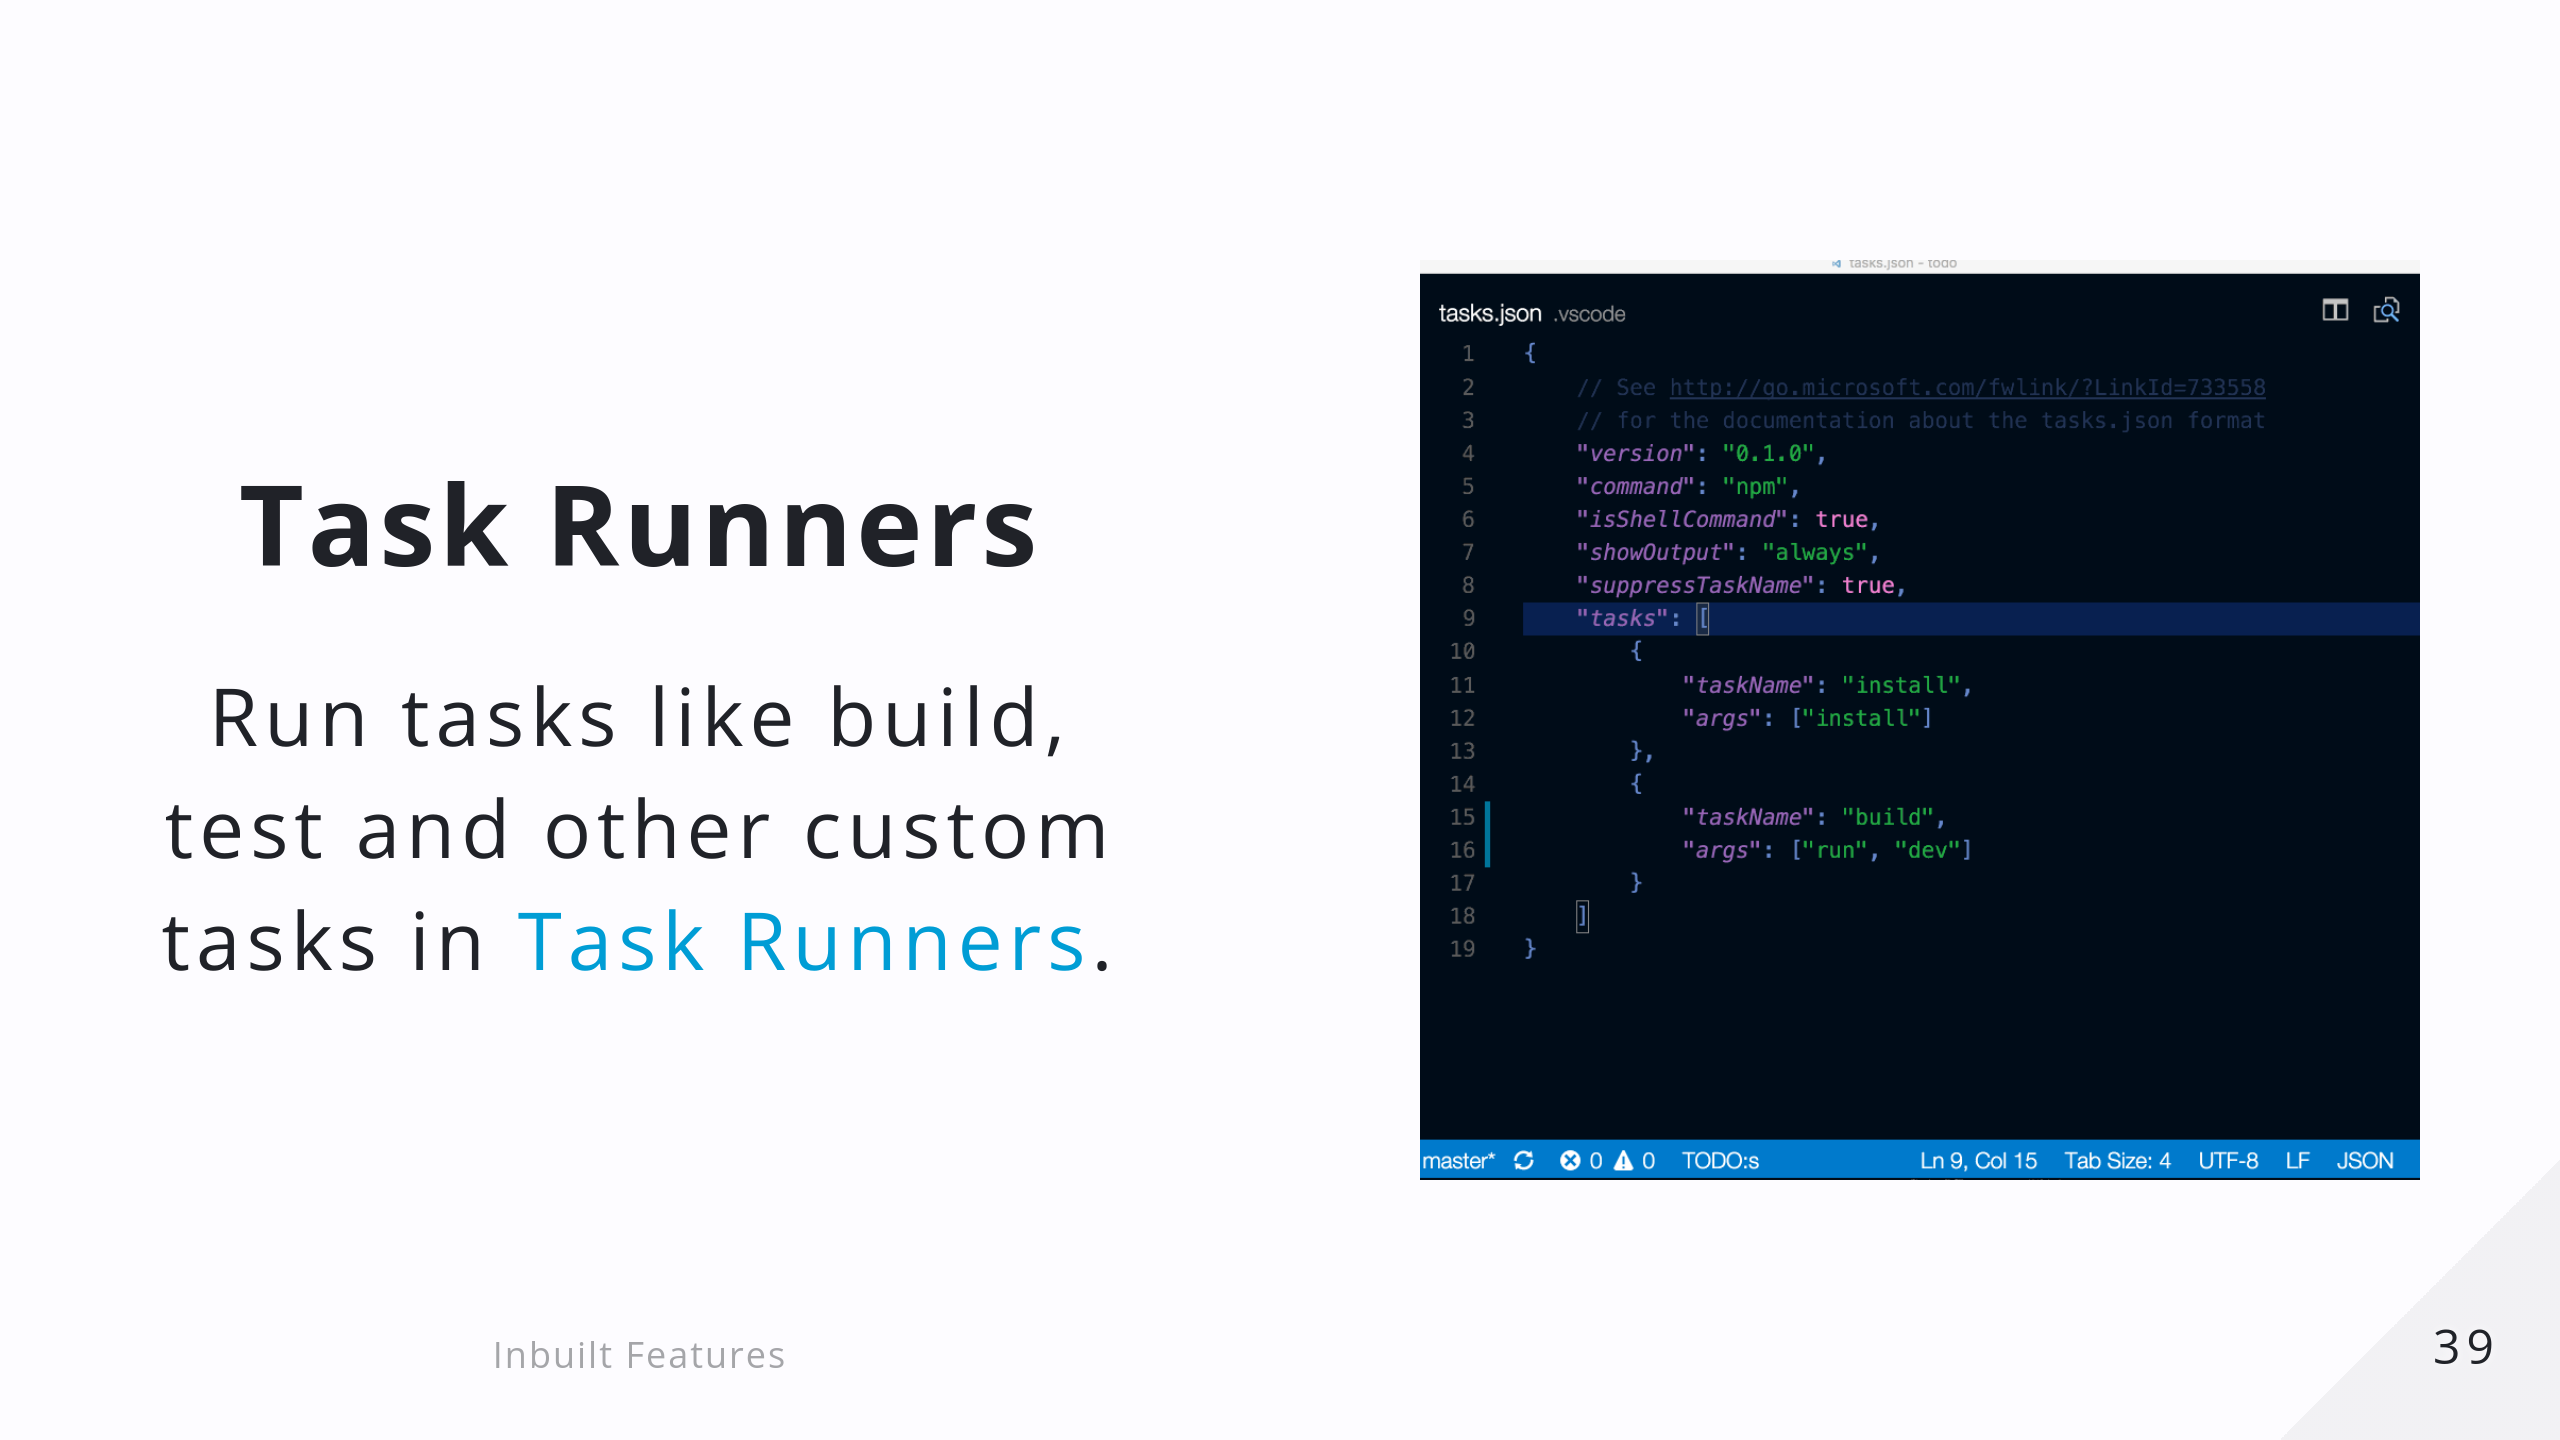 Task Runners
Run tasks like build,
test and other custom
tasks in Task Runners.
tasks.json - todo
tasks.json .vscode
1 {
2 // See http://go.microsoft.com/fwlink/?LinkId=733558
3 // for the documentation about the tasks.json format
4 "version": "0.1.0",
5 "command": "npm",
6 "isShellCommand": true,
7 "showOutput": "always",
8 "suppressTaskName": true,
9 "tasks": [
10 {
11 "taskName": "install",
12 "args": ["install"]
13 },
14 {
15 "taskName": "build",
16 "args": ["run", "dev"]
17 }
18 ]
19 }
master* 0 0 TODO:s Ln 9, Col 15 Tab Size: 4 UTF-8 LF JSON
Inbuilt Features
39